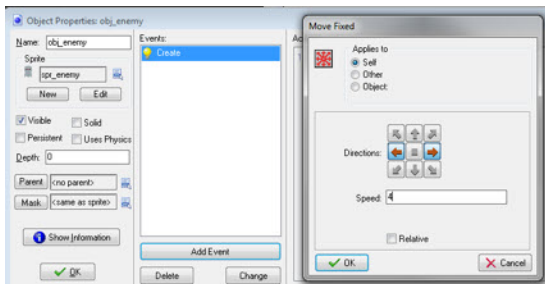 Object Properties: obj_enemy
Name: obj_enemy
Sprite
spr_enemy
New Edit
Visible Solid
Persistent Uses Physics
Depth: 0
Parent <no parent>
Mask <same as sprite>
Show Information
OK
Events:
Create
Add Event
Delete Change
Move Fixed
Applies to
Self
Other
Object:
Directions:
Speed: 4
Relative
OK Cancel